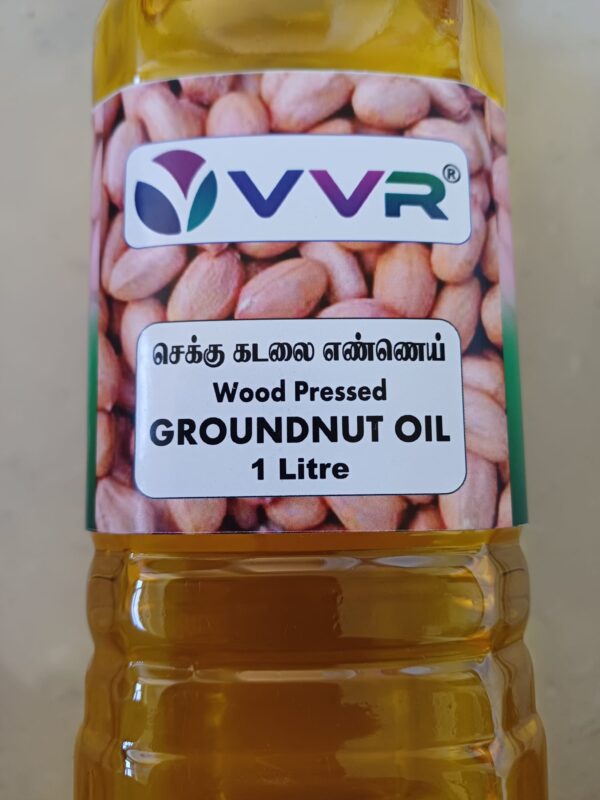 VVR®
செக்கு கடலை எண்ணெய்
Wood Pressed
GROUNDNUT OIL
1 Litre